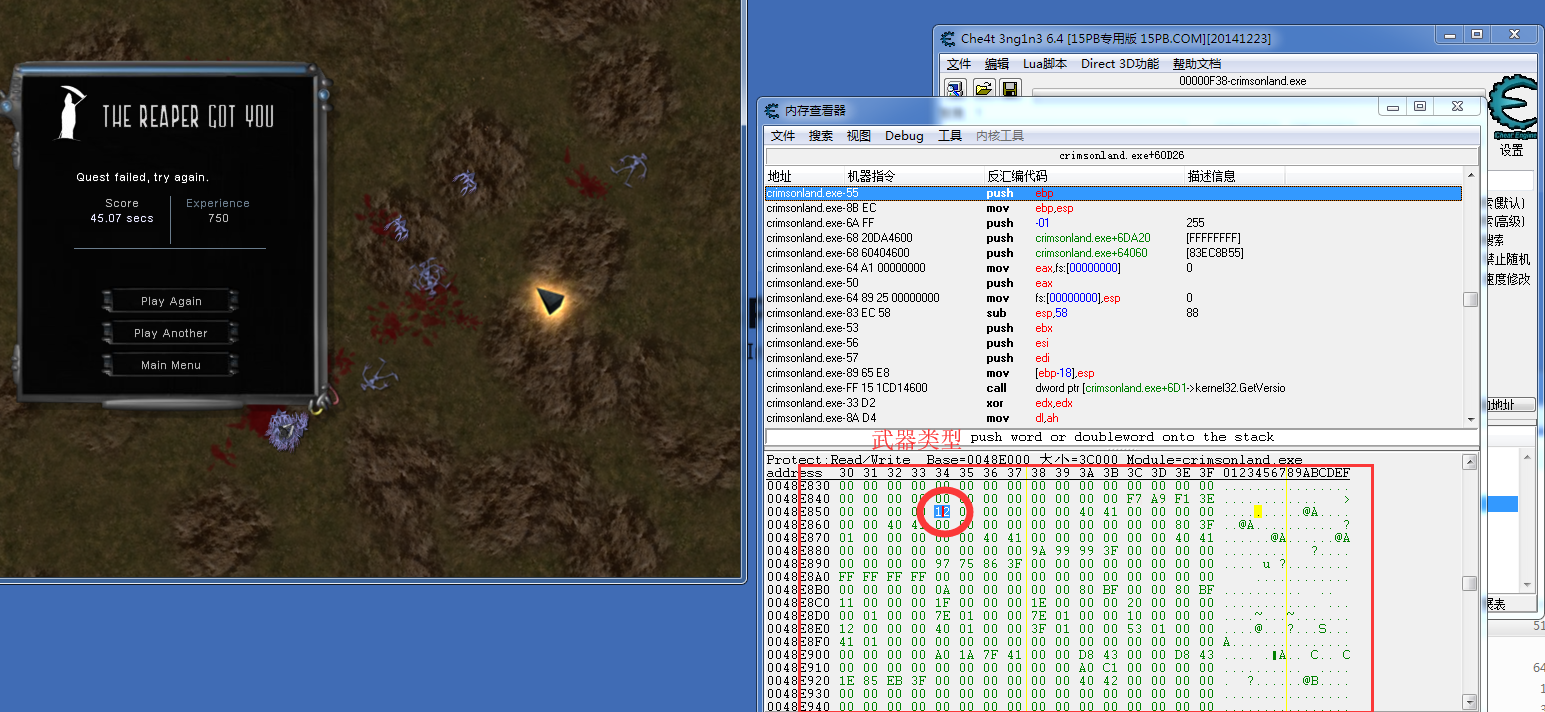 THE REAPER GOT YOU
Quest failed, try again.
Score Experience
45.07 secs 750
Play Again
Play Another
Main Menu
Che4t 3ng1n3 6.4 [15PB专用版 15PB.COM][20141223]
文件 编辑 Lua脚本 Direct 3D功能 帮助文档
00000F38-crimsonland.exe
Cheat Engine
设置
内存查看器
文件 搜索 视图 Debug 工具 内核工具
crimsonland.exe+60D26
地址 机器指令 反汇编代码 描述信息
crimsonland.exe-55 push ebp
crimsonland.exe-8B EC mov ebp,esp
crimsonland.exe-6A FF push -01 255
crimsonland.exe-68 20DA4600 push crimsonland.exe+6DA20 [FFFFFFFF]
crimsonland.exe-68 60404600 push crimsonland.exe+64060 [83EC8B55]
crimsonland.exe-64 A1 00000000 mov eax,fs:[00000000] 0
crimsonland.exe-50 push eax
crimsonland.exe-64 89 25 00000000 mov fs:[00000000],esp 0
crimsonland.exe-83 EC 58 sub esp,58 88
crimsonland.exe-53 push ebx
crimsonland.exe-56 push esi
crimsonland.exe-57 push edi
crimsonland.exe-89 65 E8 mov [ebp-18],esp
crimsonland.exe-FF 15 1CD14600 call dword ptr [crimsonland.exe+6D1->kernel32.GetVersio
crimsonland.exe-33 D2 xor edx,edx
crimsonland.exe-8A D4 mov dl,ah
武器类型 push word or doubleword onto the stack
Protect:Read/Write Base=0048E000 大小=3C000 Module=crimsonland.exe
address 30 31 32 33 34 35 36 37 38 39 3A 3B 3C 3D 3E 3F 0123456789ABCDEF
0048E830 00 00 00 00 00 00 00 00 00 00 00 00 00 00 00 00 ................
0048E840 00 00 00 00 00 00 00 00 00 00 00 00 F7 A9 F1 3E >
0048E850 00 00 00 00 12 00 00 00 00 00 40 41 00 00 00 00 @A
0048E860 00 00 40 41 00 00 00 00 00 00 00 00 00 00 80 3F @A ?
0048E870 01 00 00 00 00 00 40 41 00 00 00 00 00 00 40 41 @A @A
0048E880 00 00 00 00 00 00 00 00 9A 99 99 3F 00 00 00 00 ?
0048E890 00 00 00 00 97 75 86 3F 00 00 00 00 00 00 00 00 u ?
0048E8A0 FF FF FF FF 00 00 00 00 00 00 00 00 00 00 00 00
0048E8B0 00 00 00 00 0A 00 00 00 00 00 80 BF 00 00 80 BF
0048E8C0 11 00 00 00 1F 00 00 00 1E 00 00 00 20 00 00 00
0048E8D0 00 01 00 00 7E 01 00 00 7E 01 00 00 10 00 00 00 ~ ~
0048E8E0 12 00 00 00 40 01 00 00 3F 01 00 00 53 01 00 00 @ ? S
0048E8F0 41 01 00 00 00 00 00 00 00 00 00 00 00 00 00 00 A
0048E900 00 00 00 00 A0 1A 7F 41 00 00 D8 43 00 00 D8 43 A C C
0048E910 00 00 00 00 00 00 00 00 00 00 A0 C1 00 00 00 00
0048E920 1E 85 EB 3F 00 00 00 00 00 00 40 42 00 00 00 00 ? @B
0048E930 00 00 00 00 00 00 00 00 00 00 00 00 00 00 00 00
0048E940 00 00 00 00 00 00 00 00 00 00 00 00 00 00 00 00
(默认)
(高级)
搜索
禁止随机
速度修改
地址
51
64